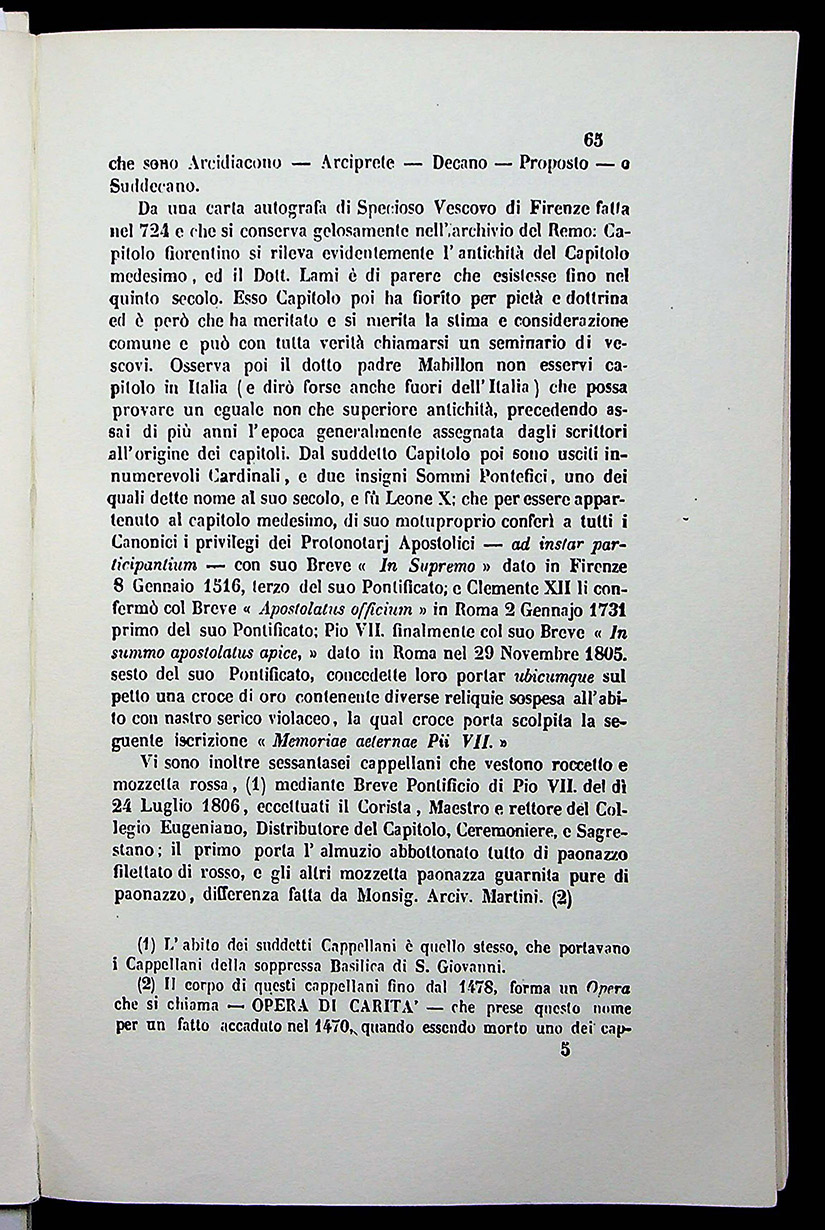 65
che sono Arcidiacono — Arciprete — Decano — Proposto — o
Suddecano.
Da una carta autografa di Specioso Vescovo di Firenze fatta
nel 724 e che si conserva gelosamente nell'archivio del Remo: Ca-
pitolo fiorentino si rileva evidentemente l' antichità del Capitolo
medesimo, ed il Dott. Lami è di parere che esistesse fino nel
quinto secolo. Esso Capitolo poi ha fiorito per pietà e dottrina
ed è però che ha meritato e si merita la stima e considerazione
comune e può con tutta verità chiamarsi un seminario di ve-
scovi. Osserva poi il dotto padre Mabillon non esservi ca-
pitolo in Italia (e dirò forse anche fuori dell'Italia) che possa
provare un eguale non che superiore antichità, precedendo as-
sai di più anni l'epoca generalmente assegnata dagli scrittori
all'origine dei capitoli. Dal suddetto Capitolo poi sono usciti in-
numerevoli Cardinali, e due insigni Sommi Pontefici, uno dei
quali dette nome al suo secolo, e fù Leone X; che per essere appar-
tenuto al capitolo medesimo, di suo motuproprio conferì a tutti i
Canonici i privilegi dei Protonotarj Apostolici — ad instar par-
ticipantium — con suo Breve « In Supremo » dato in Firenze
8 Gennaio 1516, terzo del suo Pontificato; e Clemente XII li con-
fermò col Breve « Apostolatus officium » in Roma 2 Gennajo 1731
primo del suo Pontificato; Pio VII. finalmente col suo Breve « In
summo apostolatus apice, » dato in Roma nel 29 Novembre 1805.
sesto del suo Pontificato, concedette loro portar ubicumque sul
petto una croce di oro contenente diverse reliquie sospesa all'abi-
to con nastro serico violaceo, la qual croce porta scolpita la se-
guente iscrizione « Memoriae aeternae Pii VII. »
Vi sono inoltre sessantasei cappellani che vestono roccetto e
mozzetta rossa, (1) mediante Breve Pontificio di Pio VII. del dì
24 Luglio 1806, eccettuati il Corista, Maestro e rettore del Col-
legio Eugeniano, Distributore del Capitolo, Ceremoniere, e Sagre-
stano; il primo porta l' almuzio abbottonato tutto di paonazzo
filettato di rosso, e gli altri mozzetta paonazza guarnita pure di
paonazzo, differenza fatta da Monsig. Arciv. Martini. (2)
(1) L' abito dei suddetti Cappellani è quello stesso, che portavano
i Cappellani della soppressa Basilica di S. Giovanni.
(2) Il corpo di questi cappellani fino dal 1478, forma un Opera
che si chiama — OPERA DI CARITA' — che prese questo nome
per un fatto accaduto nel 1470, quando essendo morto uno dei cap-
5